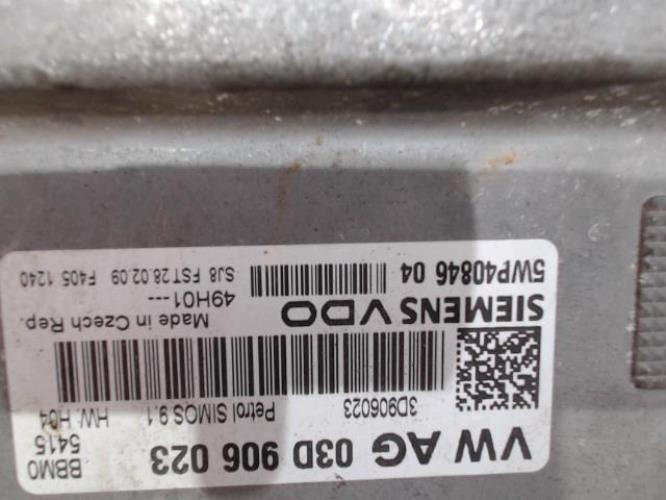 VW AG 03D 906 023 BBM0
5415
3D906023 Petrol SIMOS 9.1 HW: H04
SIEMENS VDO Made in Czech Rep.
49H01---
5WP40846 04 SJ8 FST28.02.09 F405 1240